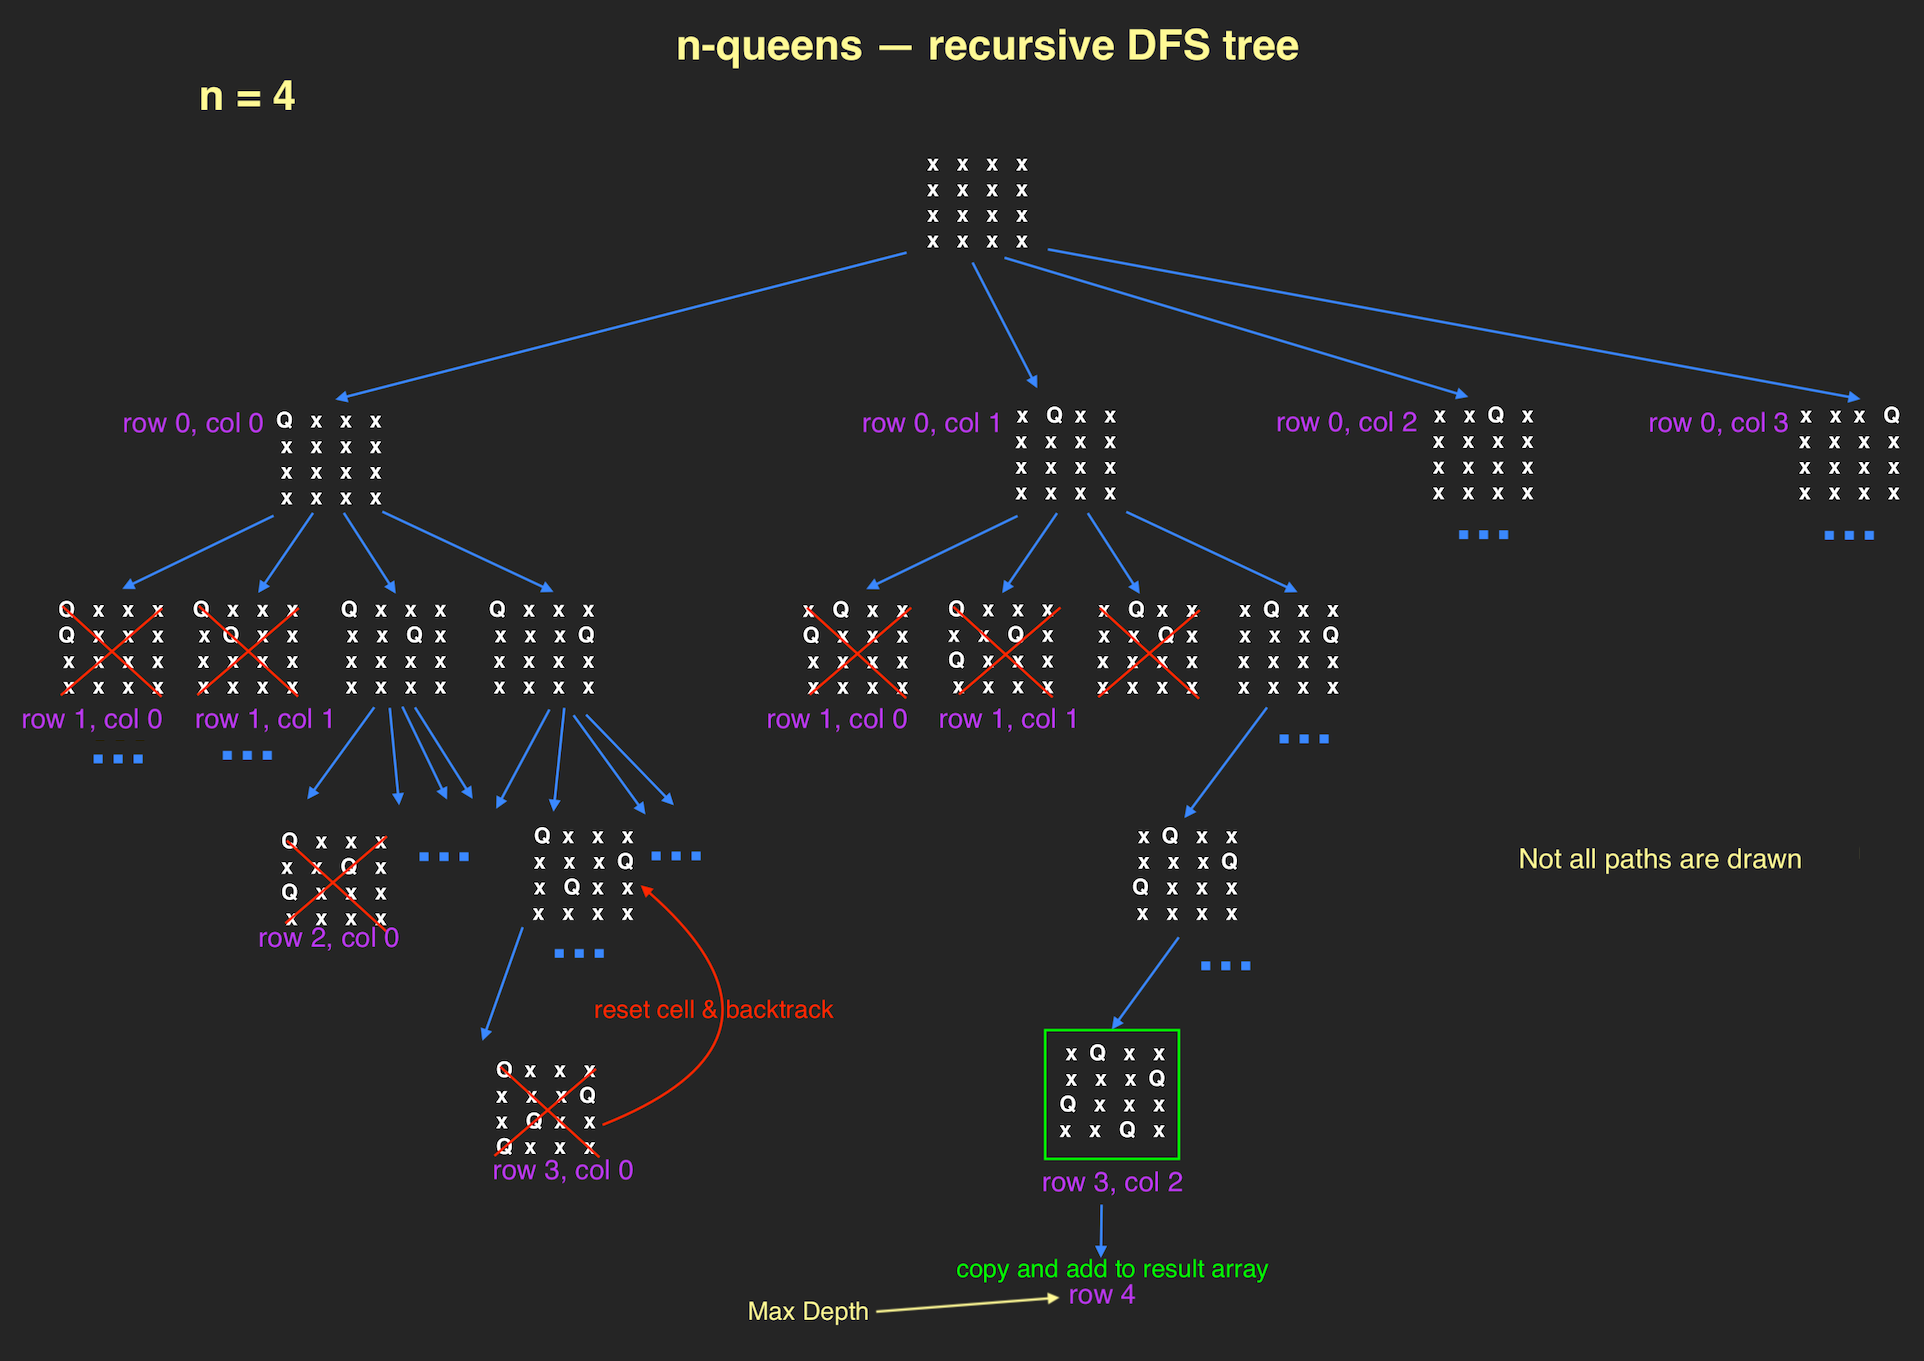 n-queens — recursive DFS tree
n = 4
x x x x
x x x x
x x x x
x x x x
row 0, col 0
Q x x x
x x x x
x x x x
x x x x
row 0, col 1
x Q x x
x x x x
x x x x
x x x x
row 0, col 2
x x Q x
x x x x
x x x x
x x x x
row 0, col 3
x x x Q
x x x x
x x x x
x x x x
Q x x x
Q x x x
x x x x
x x x x
row 1, col 0
Q x x x
x Q x x
x x x x
x x x x
row 1, col 1
Q x x x
x x Q x
x x x x
x x x x
Q x x x
x x x Q
x x x x
x x x x
x Q x x
Q x x x
x x x x
x x x x
row 1, col 0
Q x x x
x x Q x
Q x x x
x x x x
row 1, col 1
x Q x x
x x Q x
x x x x
x x x x
x Q x x
x x x Q
x x x x
x x x x
Q x x x
x x Q x
Q x x x
x x x x
row 2, col 0
Q x x x
x x x Q
x Q x x
x x x x
x Q x x
x x x Q
Q x x x
x x x x
Not all paths are drawn
reset cell & backtrack
Q x x x
x x x Q
x Q x x
Q x x x
row 3, col 0
x Q x x
x x x Q
Q x x x
x x Q x
row 3, col 2
copy and add to result array
row 4
Max Depth